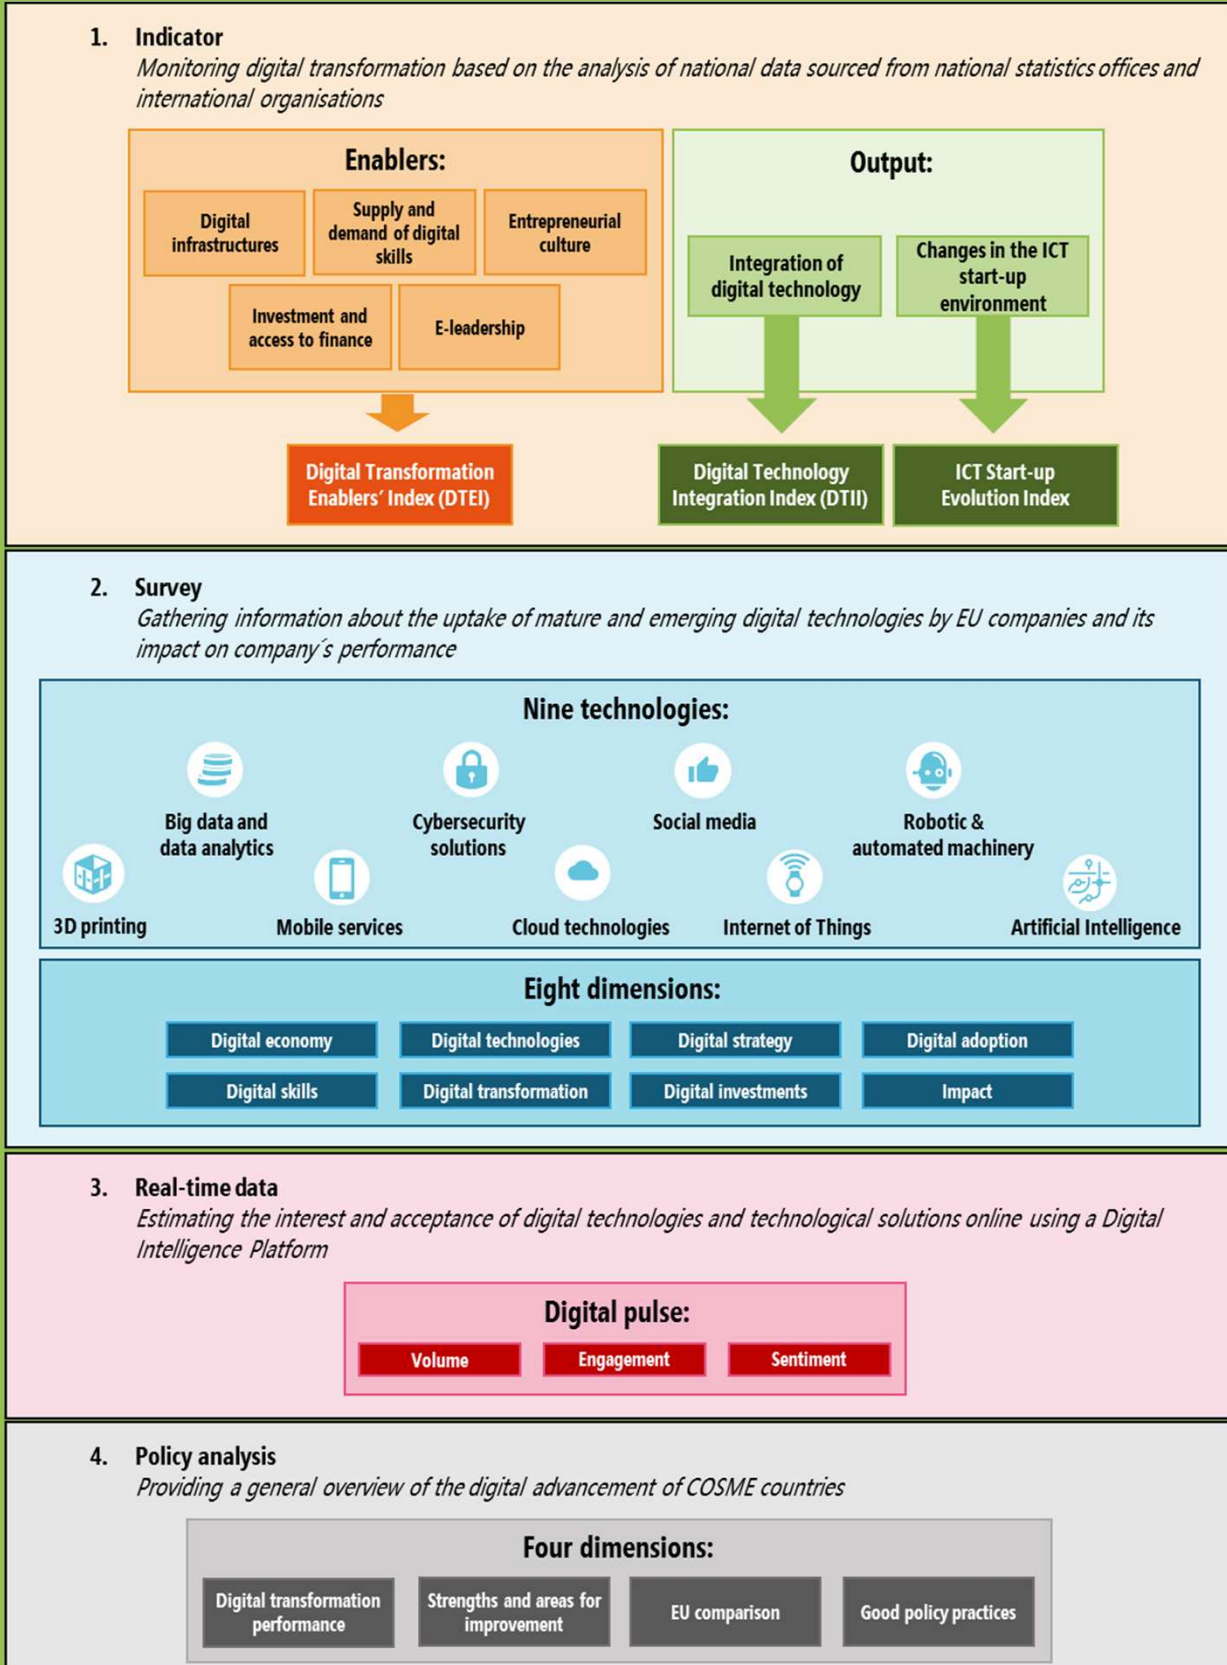 1. Indicator
Monitoring digital transformation based on the analysis of national data sourced from national statistics offices and
international organisations
Enablers:
Digital
infrastructures
Supply and
demand of digital
skills
Entrepreneurial
culture
Investment and
access to finance
E-leadership
Output:
Integration of
digital technology
Changes in the ICT
start-up
environment
Digital Transformation
Enablers´ Index (DTEI)
Digital Technology
Integration Index (DTII)
ICT Start-up
Evolution Index
2. Survey
Gathering information about the uptake of mature and emerging digital technologies by EU companies and its
impact on company´s performance
Nine technologies:
Big data and
data analytics
Cybersecurity
solutions
Social media
Robotic &
automated machinery
3D printing
Mobile services
Cloud technologies
Internet of Things
Artificial Intelligence
Eight dimensions:
Digital economy
Digital technologies
Digital strategy
Digital adoption
Digital skills
Digital transformation
Digital investments
Impact
3. Real-time data
Estimating the interest and acceptance of digital technologies and technological solutions online using a Digital
Intelligence Platform
Digital pulse:
Volume
Engagement
Sentiment
4. Policy analysis
Providing a general overview of the digital advancement of COSME countries
Four dimensions:
Digital transformation
performance
Strengths and areas for
improvement
EU comparison
Good policy practices